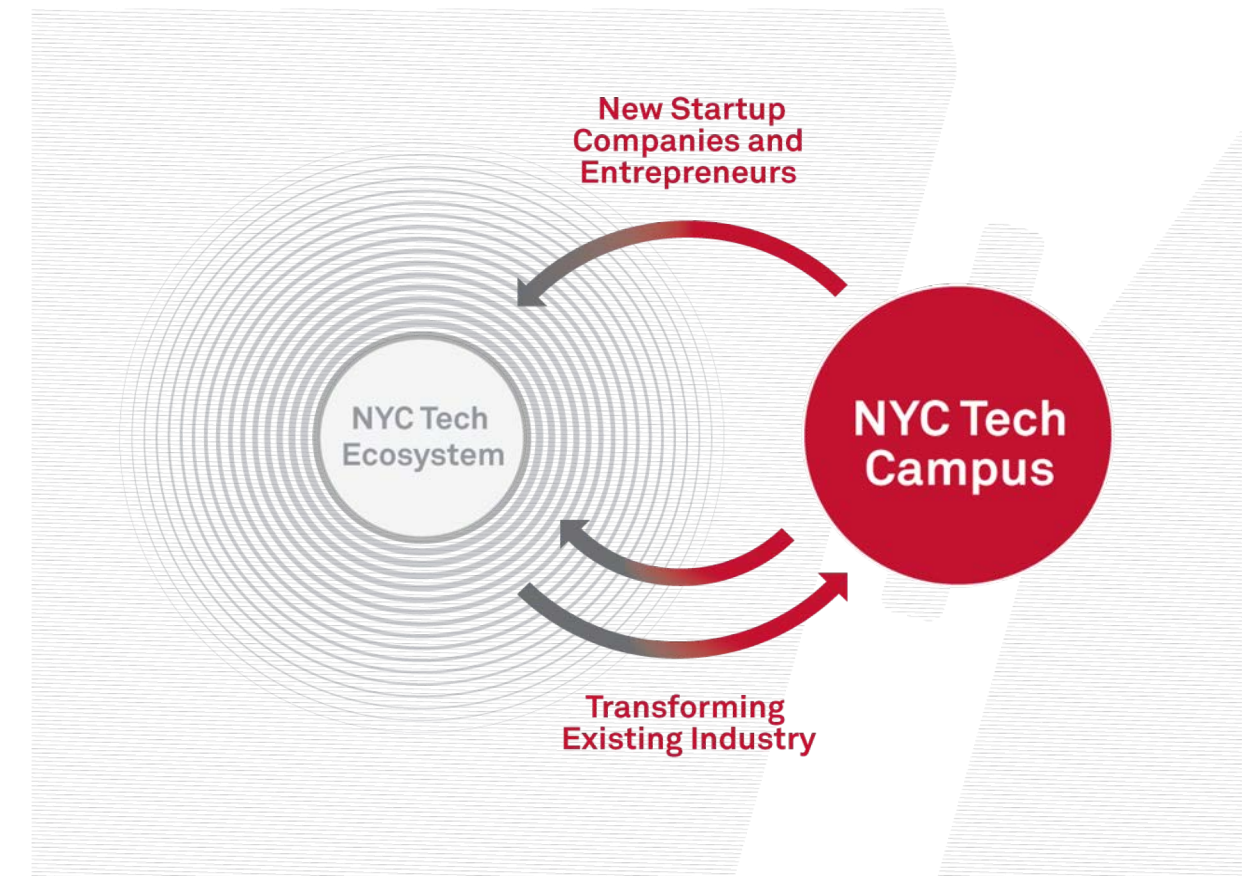 New Startup
Companies and
Entrepreneurs
NYC Tech
Ecosystem
NYC Tech
Campus
Transforming
Existing Industry